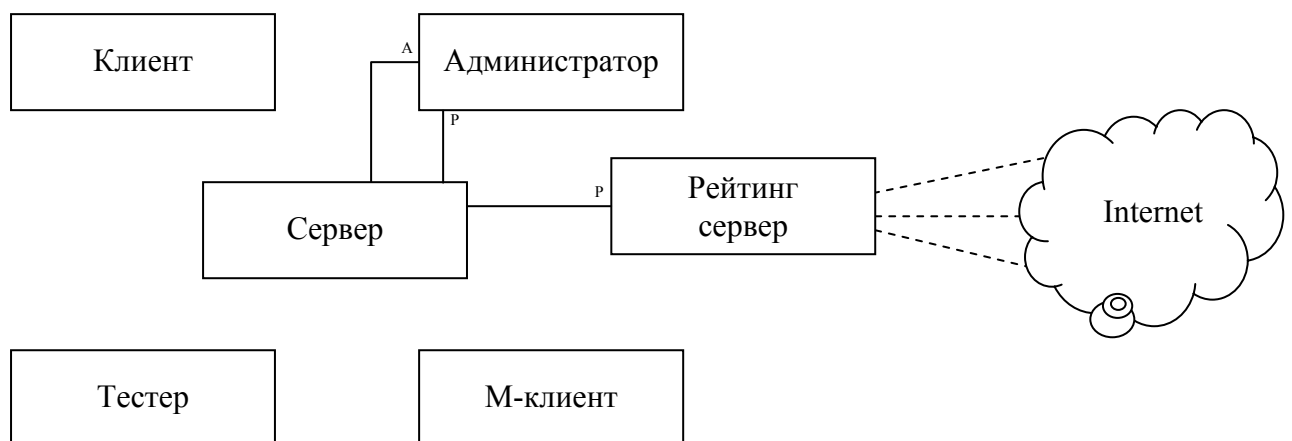 Клиент
А
Администратор
Р
Р
Рейтинг
сервер
Internet
Сервер
Тестер
М-клиент